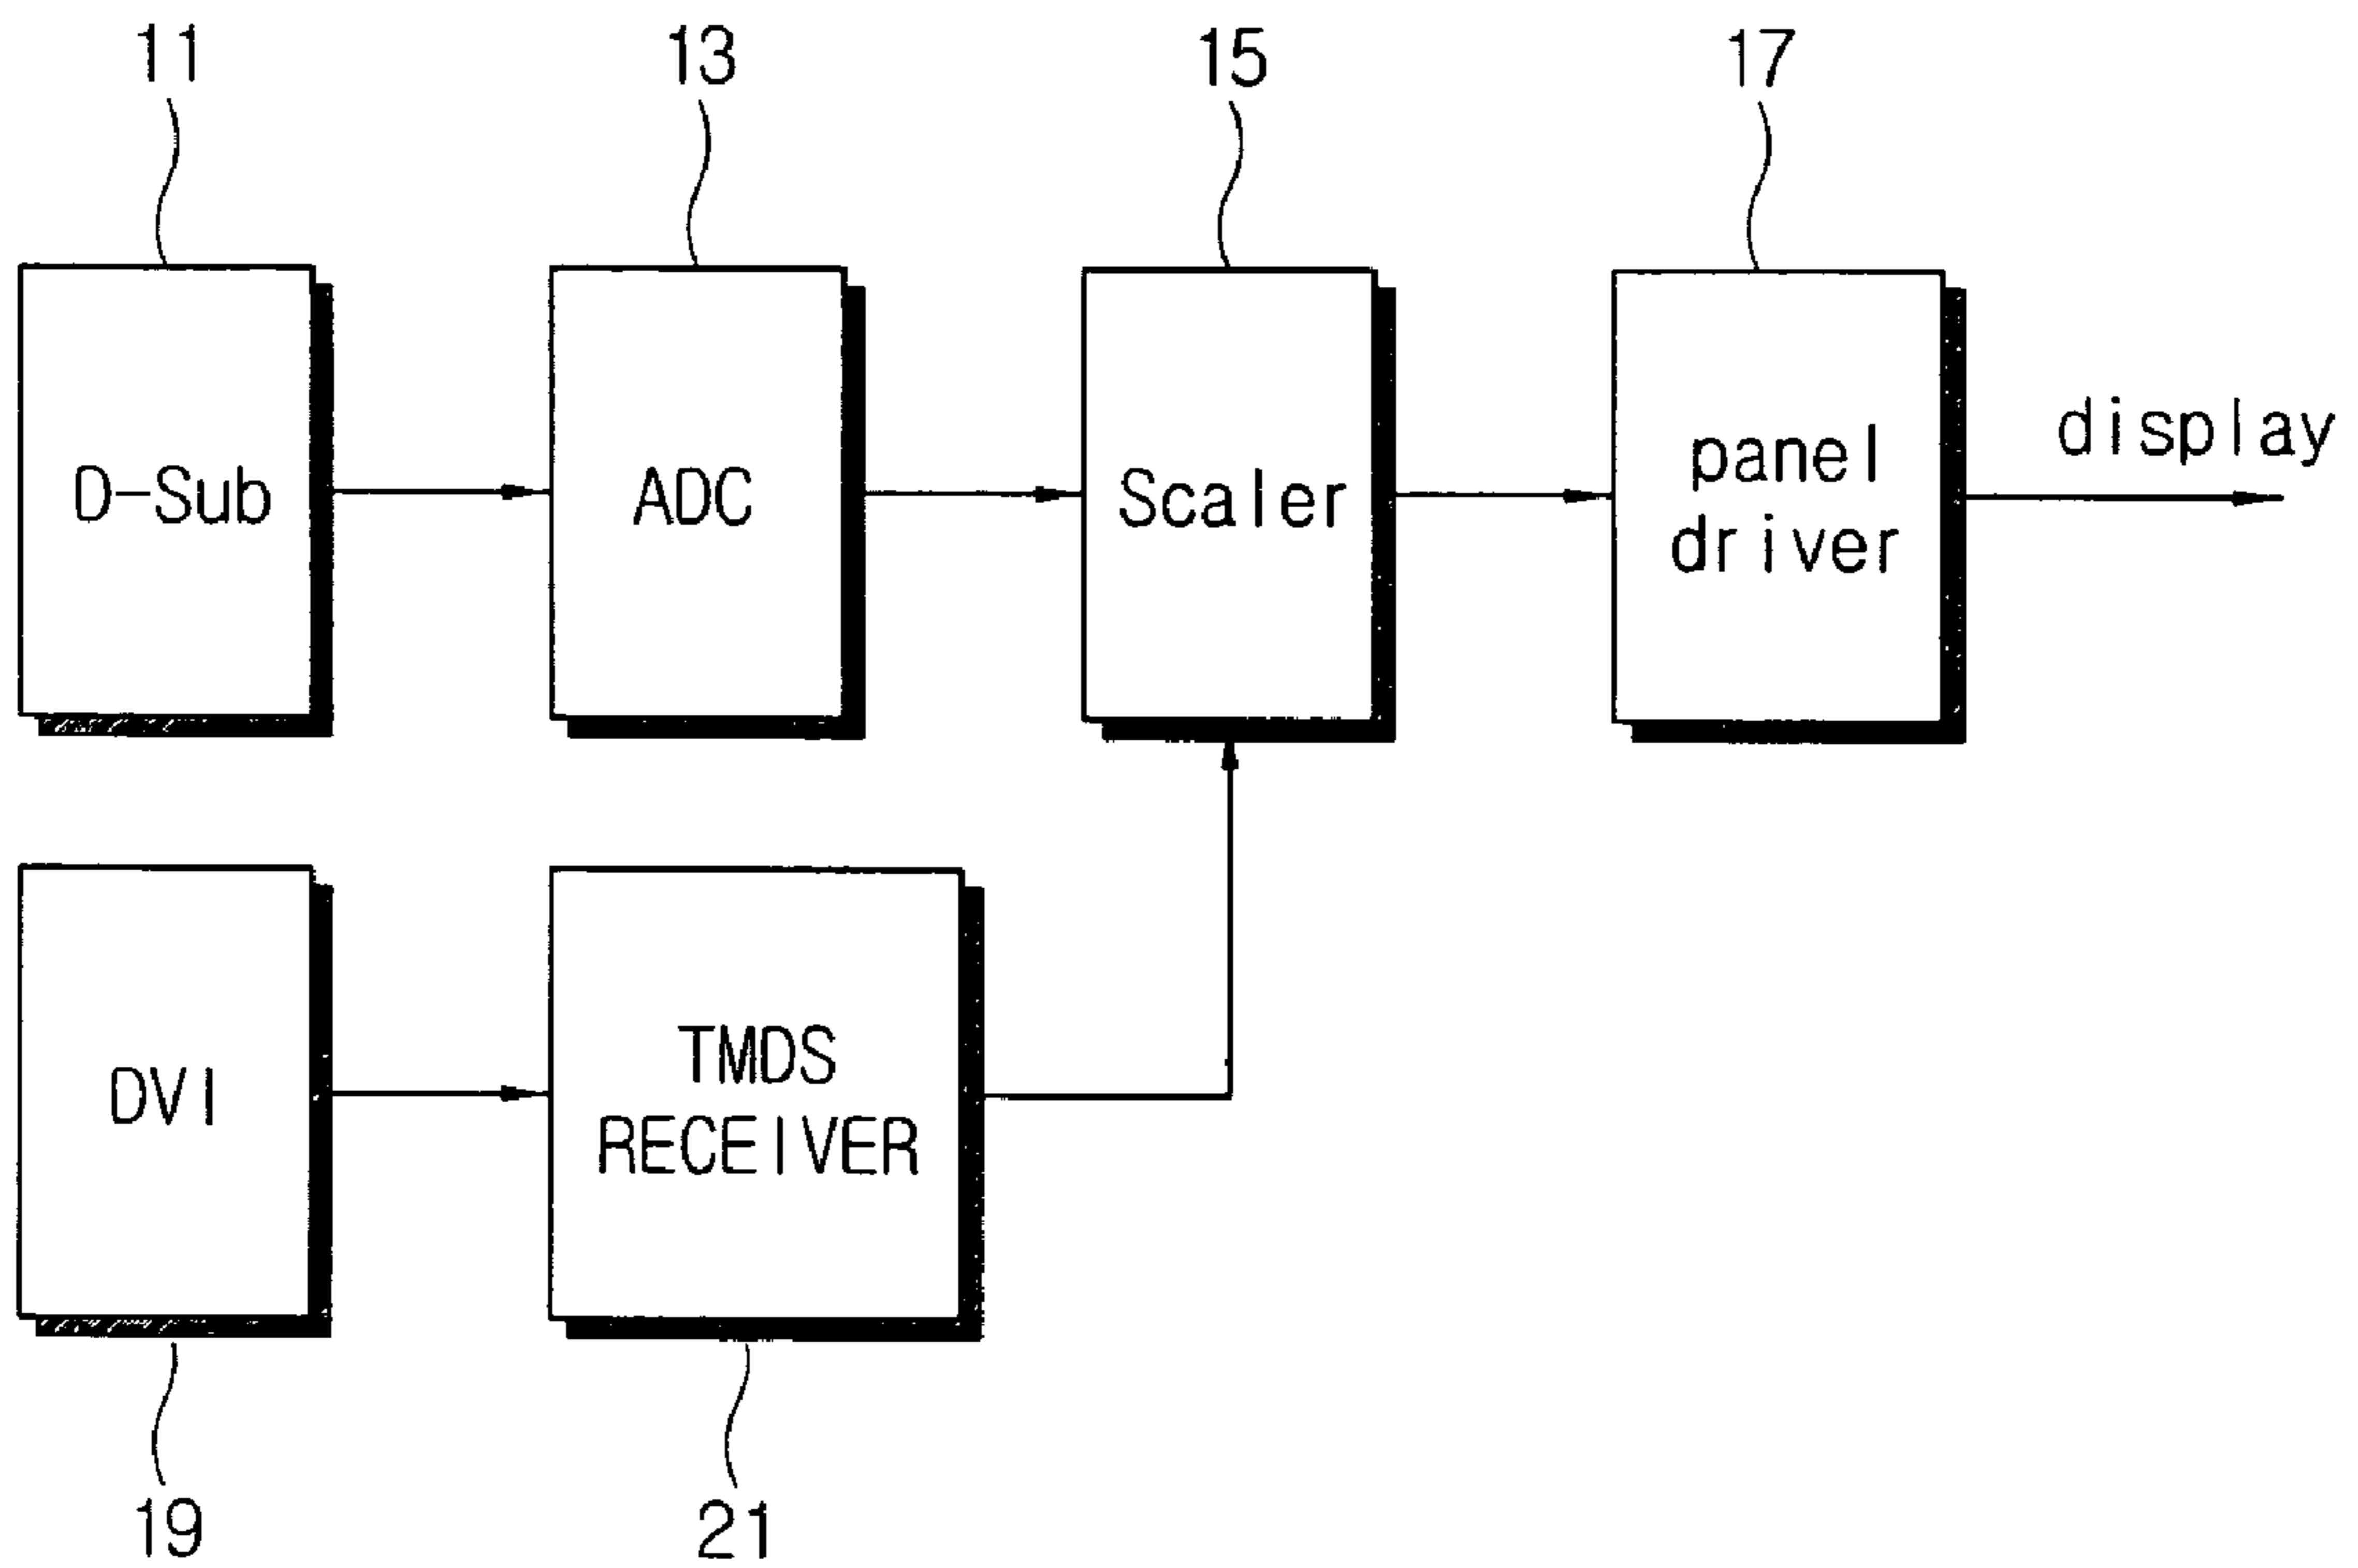 11
13
15
17
D-Sub
ADC
Scaler
panel
driver
display
DVI
TMDS
RECEIVER
19
21